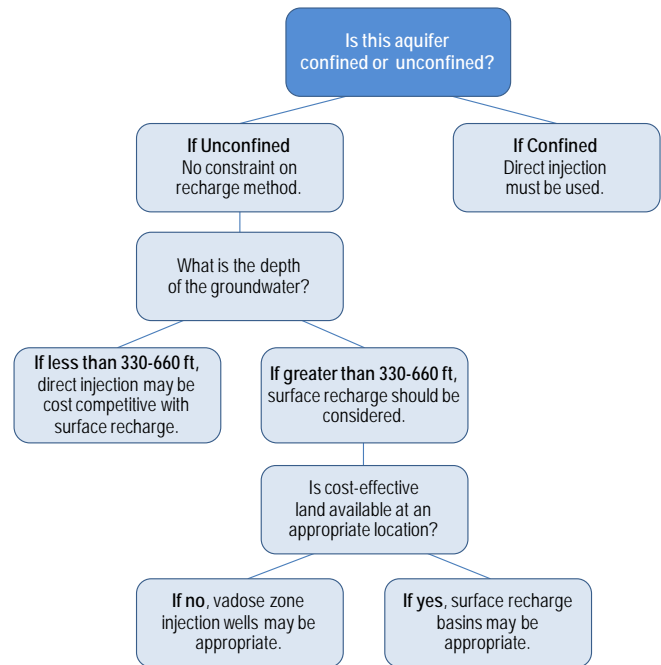 Is this aquifer
confined or unconfined?
If Unconfined
No constraint on
recharge method.
If Confined
Direct injection
must be used.
What is the depth
of the groundwater?
If less than 330-660 ft,
direct injection may be
cost competitive with
surface recharge.
If greater than 330-660 ft,
surface recharge should be
considered.
Is cost-effective
land available at an
appropriate location?
If no, vadose zone
injection wells may be
appropriate.
If yes, surface recharge
basins may be
appropriate.